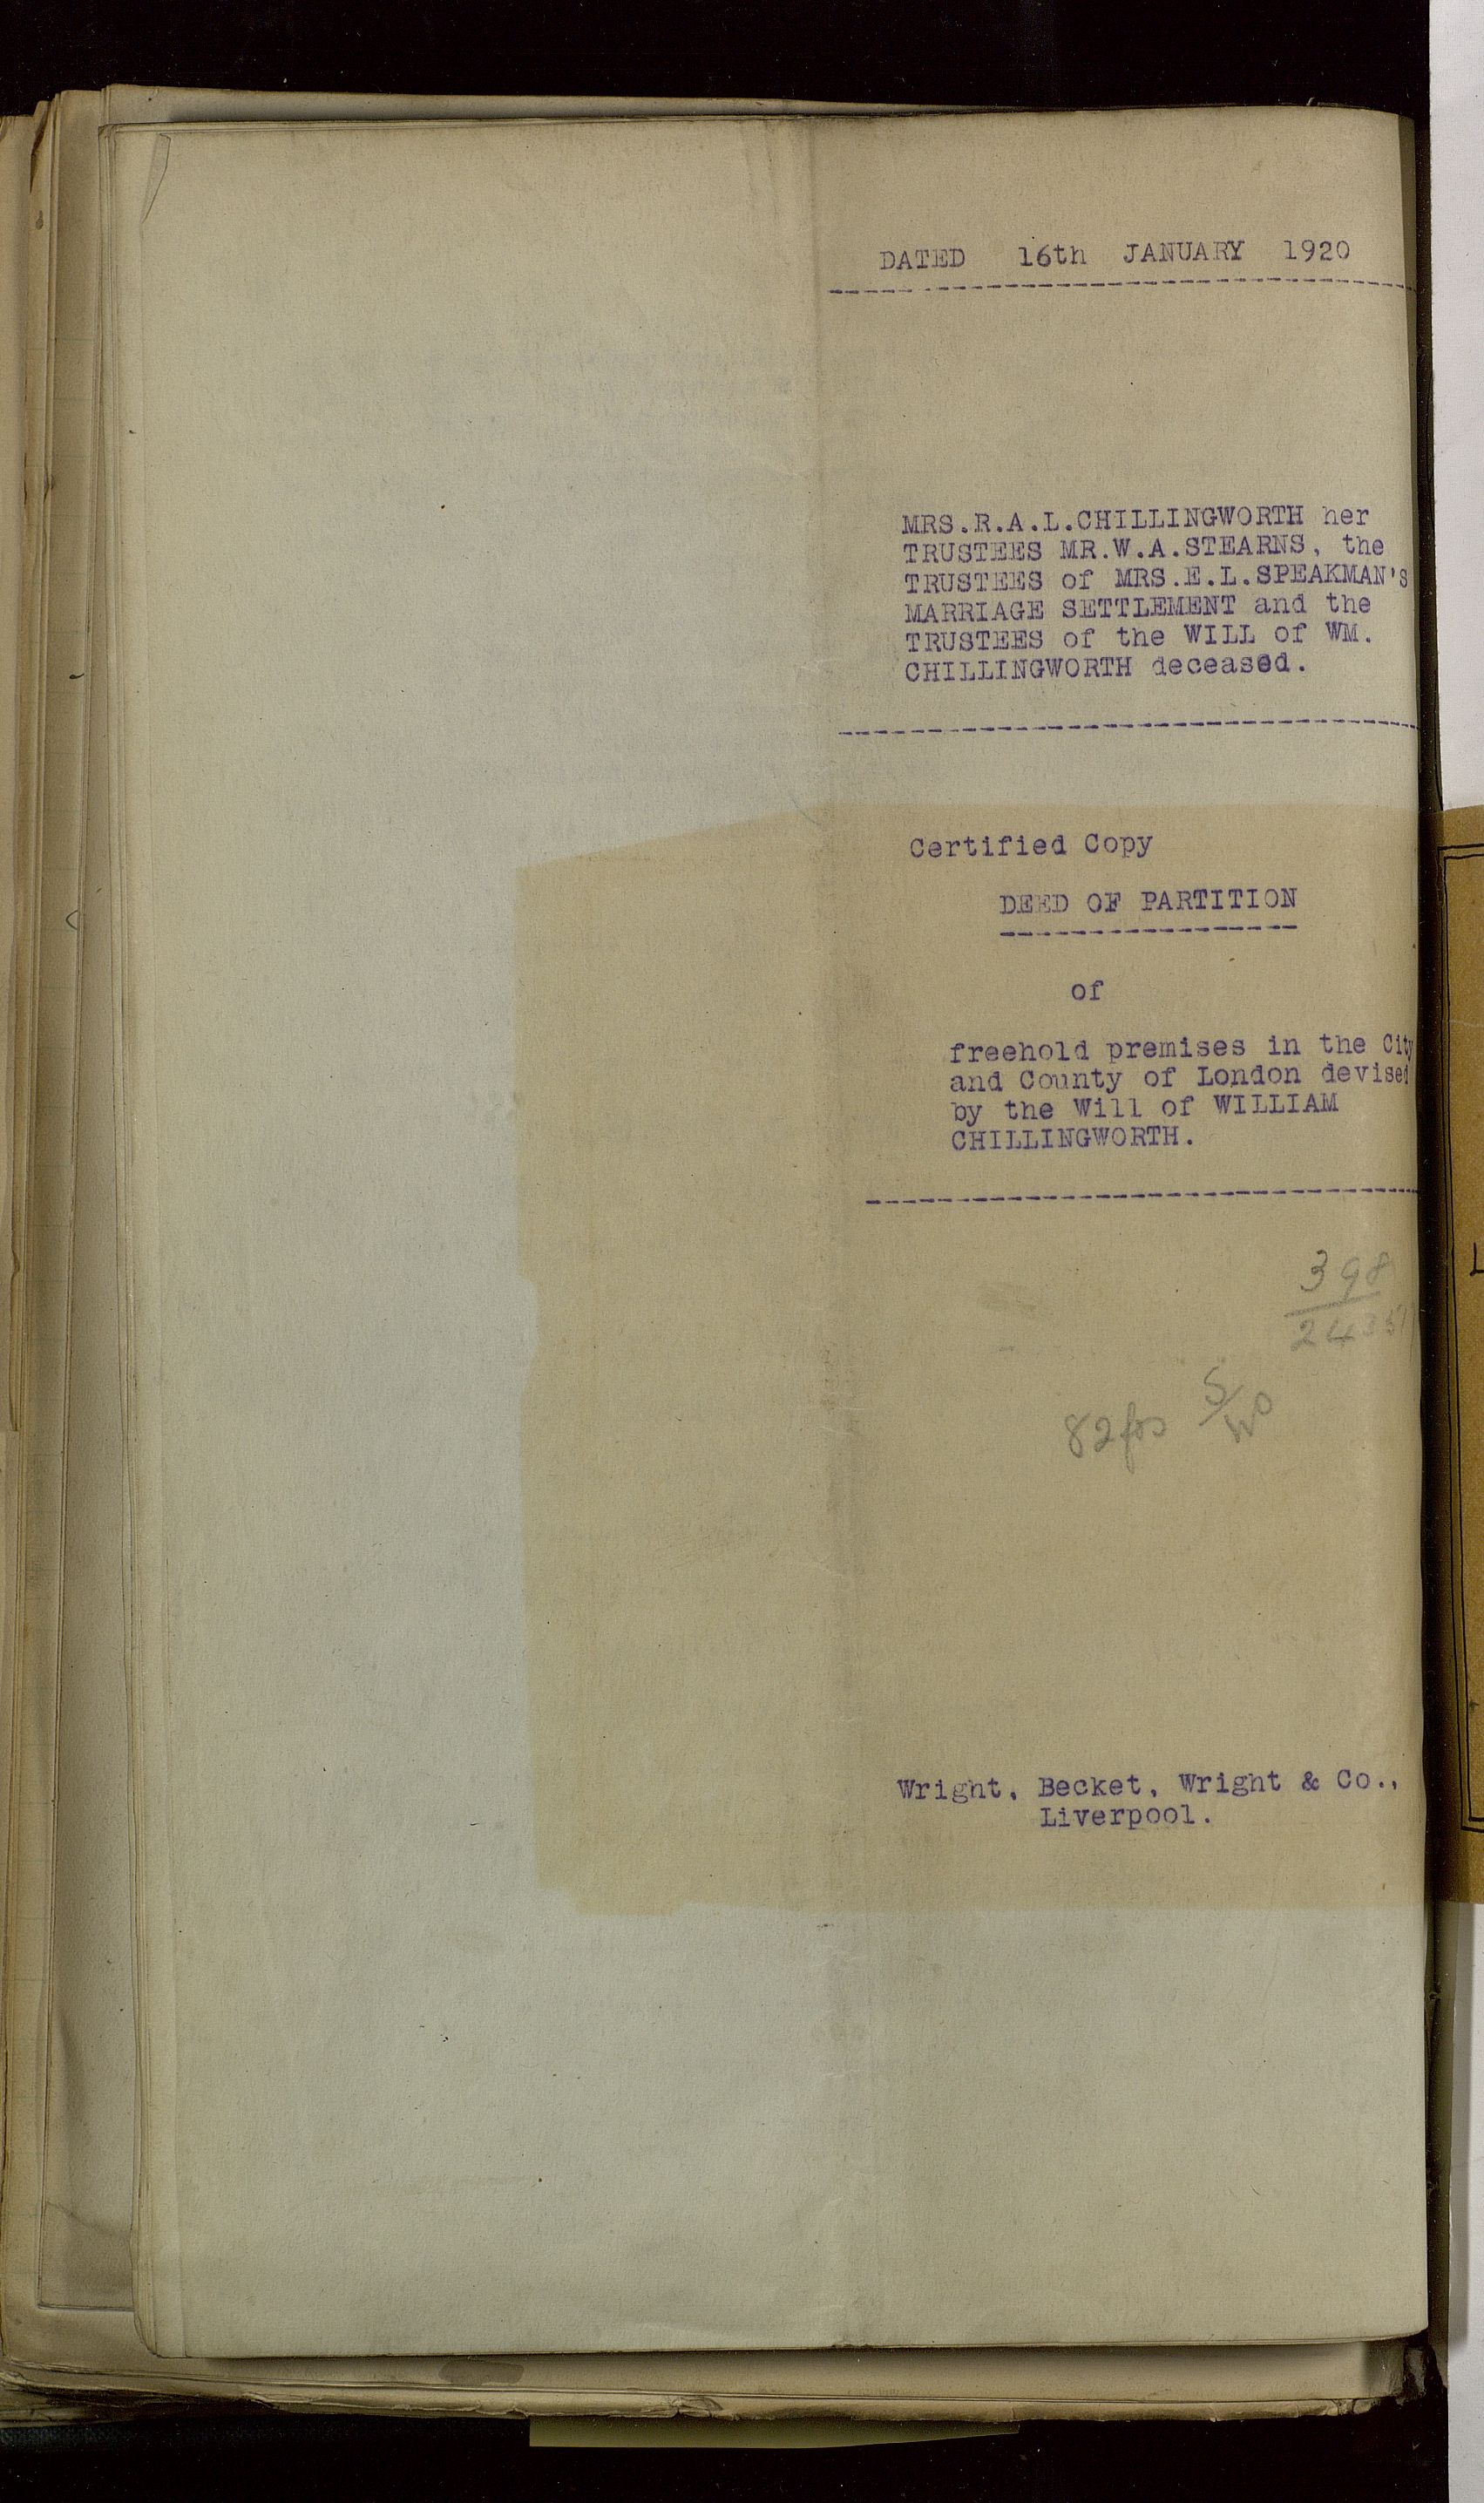 DATED 16th JANUARY 1920
MRS.R.A.L.CHILLINGWORTH her
TRUSTEES MR.W.A.STEARNS, the
TRUSTEES of MRS.E.L.SPEAKMAN'S
MARRIAGE SETTLEMENT and the
TRUSTEES of the WILL of WM.
CHILLINGWORTH deceased.
Certified Copy
DEED OF PARTITION
of
freehold premises in the City
and County of London devised
by the Will of WILLIAM
CHILLINGWORTH.
398
82 fos
Wright, Becket, Wright & Co.,
Liverpool.